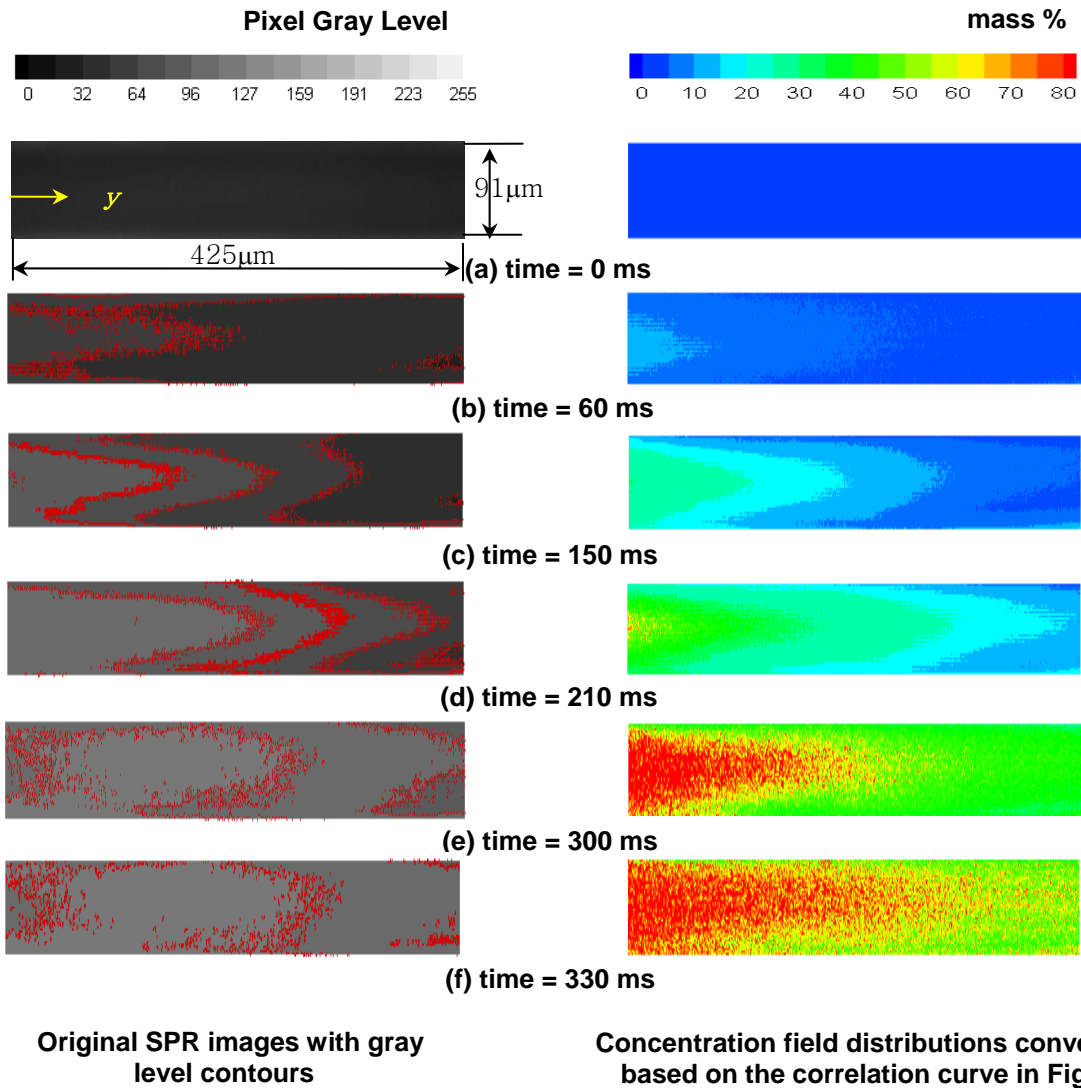 Pixel Gray Level
mass %
0 32 64 96 127 159 191 223 255
0 10 20 30 40 50 60 70 80
y
91μm
425μm
(a) time = 0 ms
(b) time = 60 ms
(c) time = 150 ms
(d) time = 210 ms
(e) time = 300 ms
(f) time = 330 ms
Original SPR images with gray
level contours
Concentration field distributions conve
based on the correlation curve in Fig